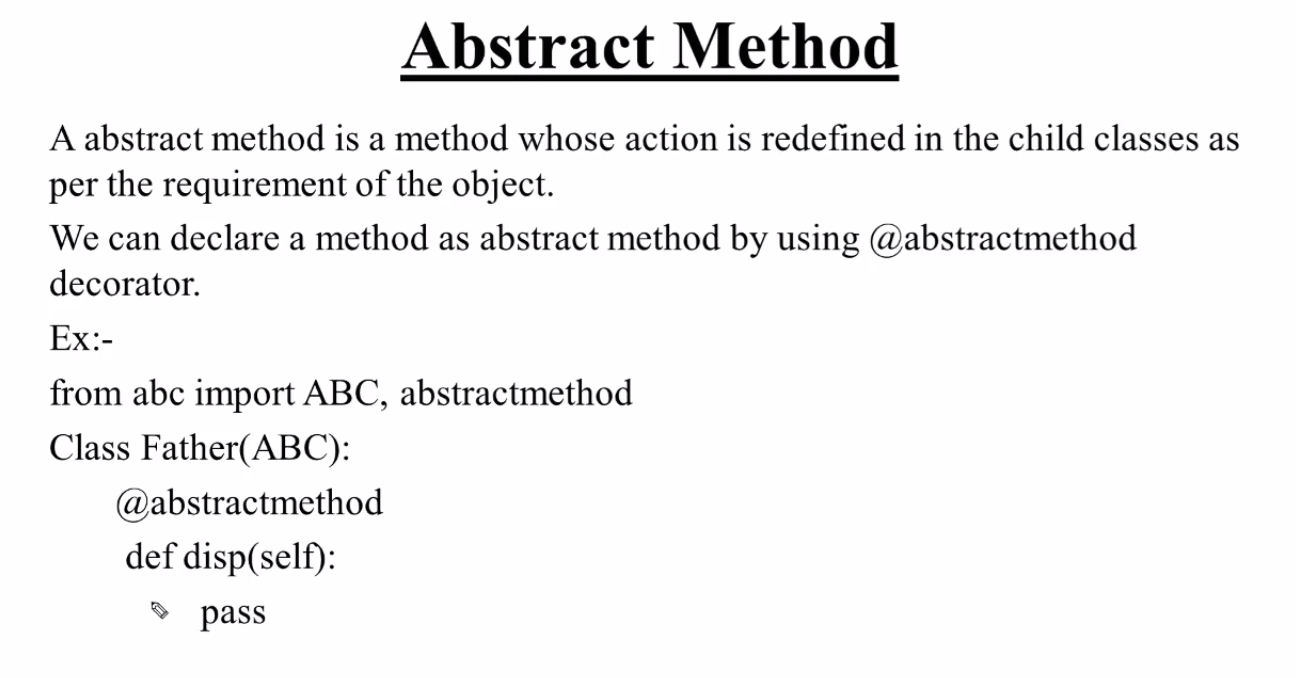 Abstract Method
A abstract method is a method whose action is redefined in the child classes as
per the requirement of the object.
We can declare a method as abstract method by using @abstractmethod
decorator.
Ex:-
from abc import ABC, abstractmethod
Class Father(ABC):
@abstractmethod
def disp(self):
pass